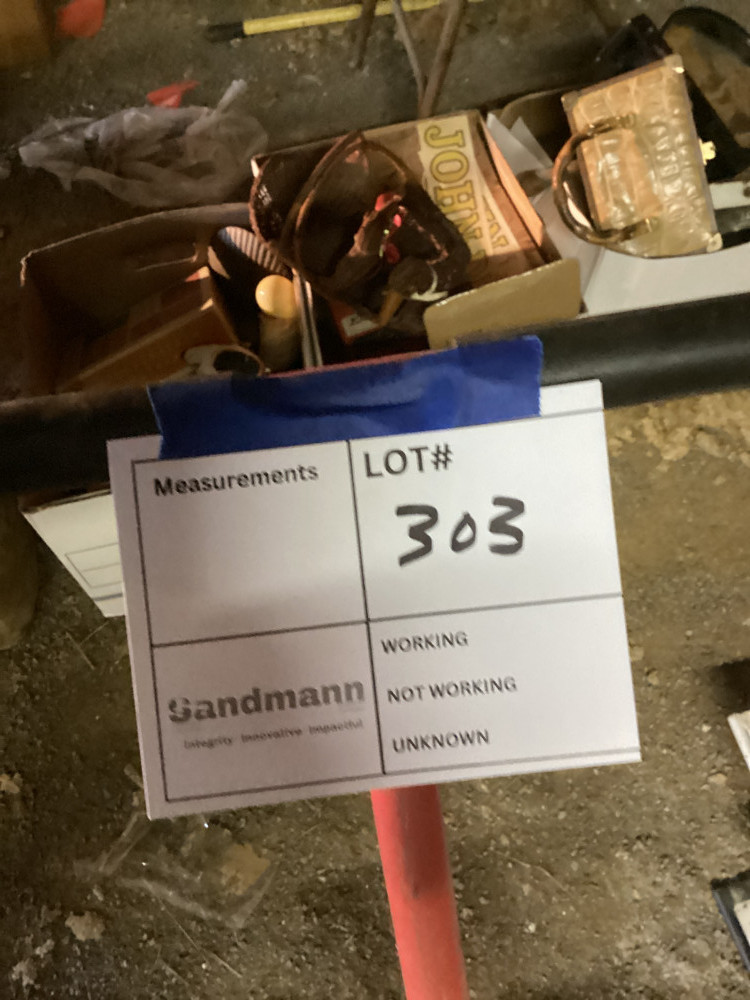 JOHN
Measurements
LOT#
303
Sandmann
Integrity Innovative Impactful
WORKING
NOT WORKING
UNKNOWN